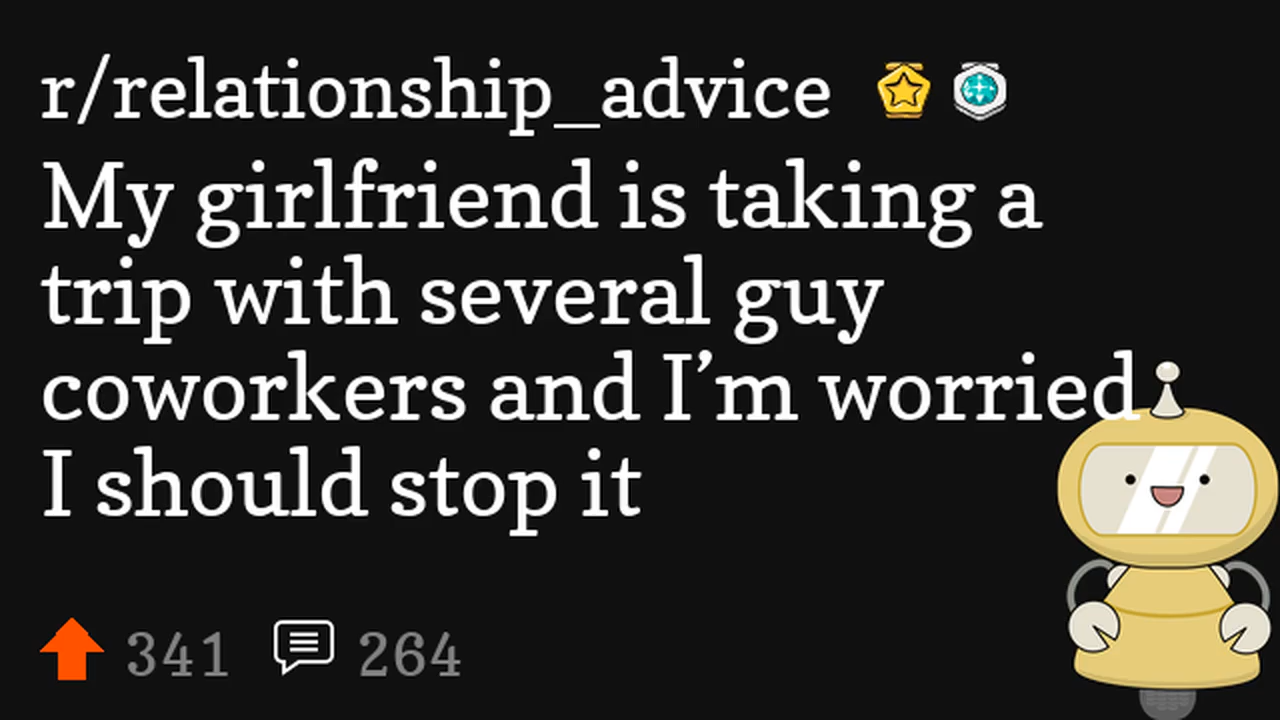 r/relationship_advice
My girlfriend is taking a
trip with several guy
coworkers and I’m worried
I should stop it
341 264